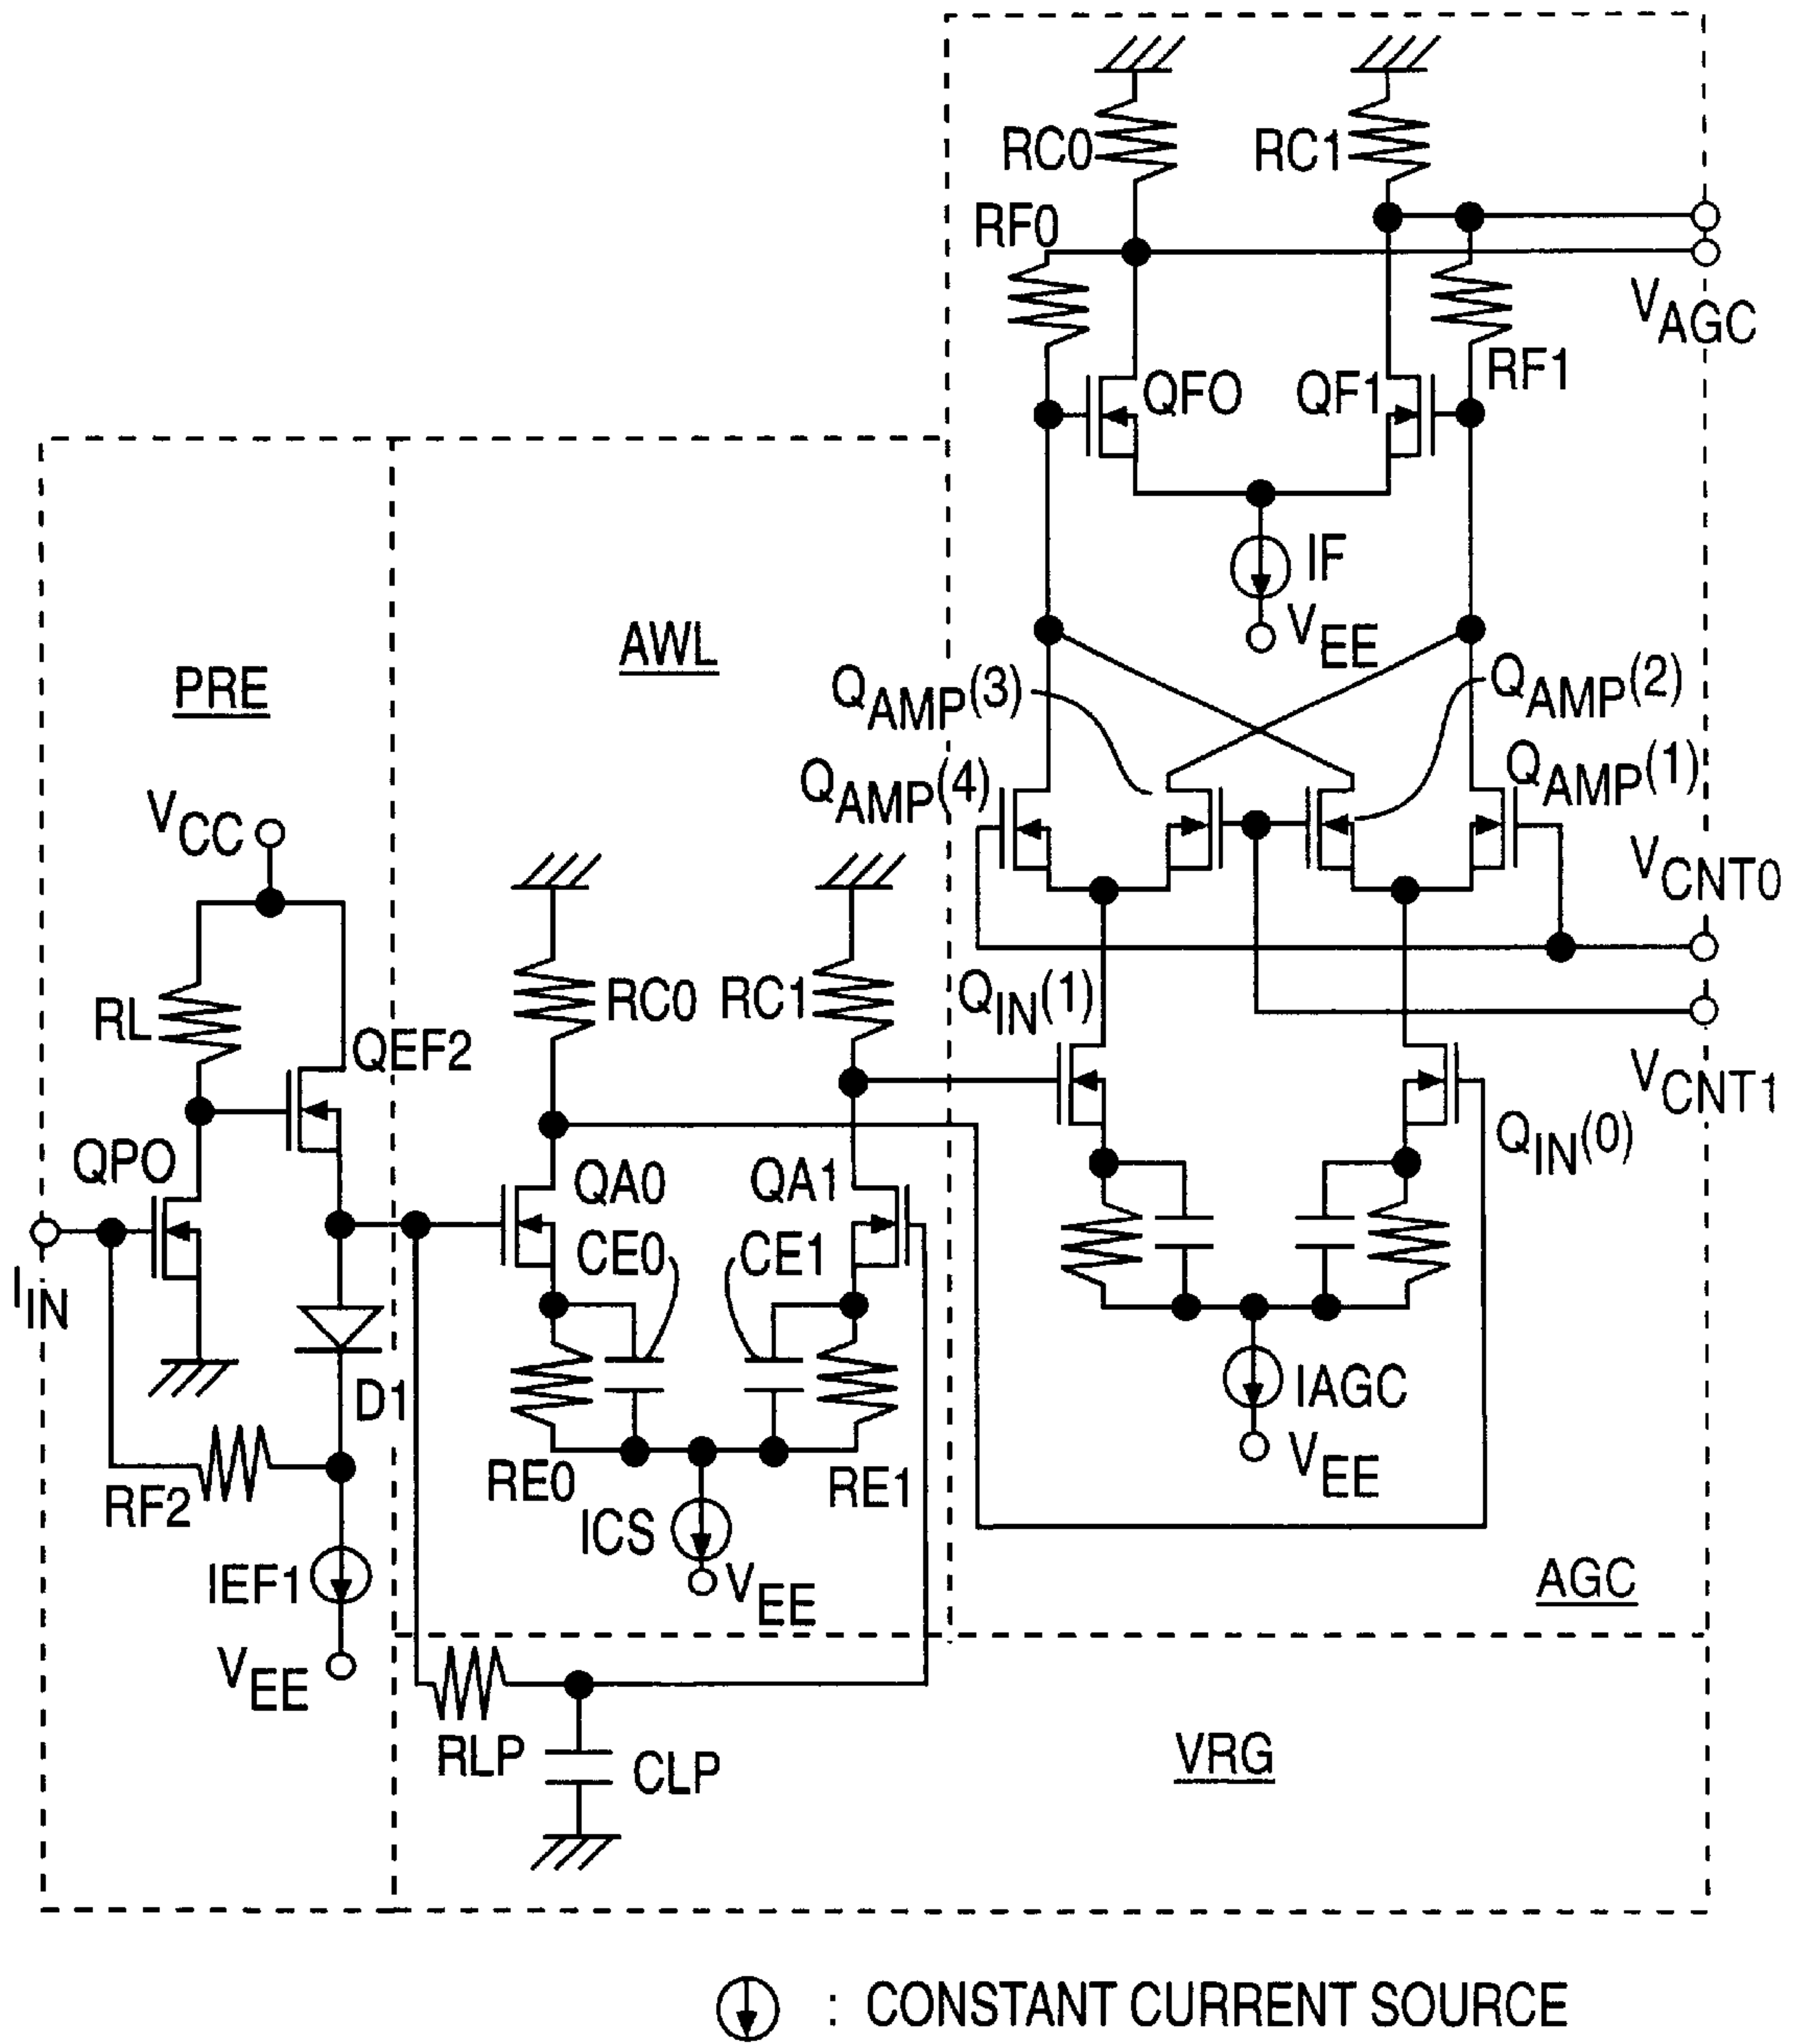 RC0
RC1
RF0
VAGC
QFO
QF1
RF1
IF
VEE
AWL
PRE
QAMP(3)
QAMP(2)
QAMP(4)
QAMP(1)
VCC
VCNT0
RL
RC0
RC1
QIN(1)
QEF2
VCNT1
QPO
QA0
QA1
QIN(0)
CE0
CE1
IIN
D1
IAGC
VEE
RF2
RE0
RE1
ICS
IEF1
VEE
AGC
VEE
RLP
CLP
VRG
: CONSTANT CURRENT SOURCE